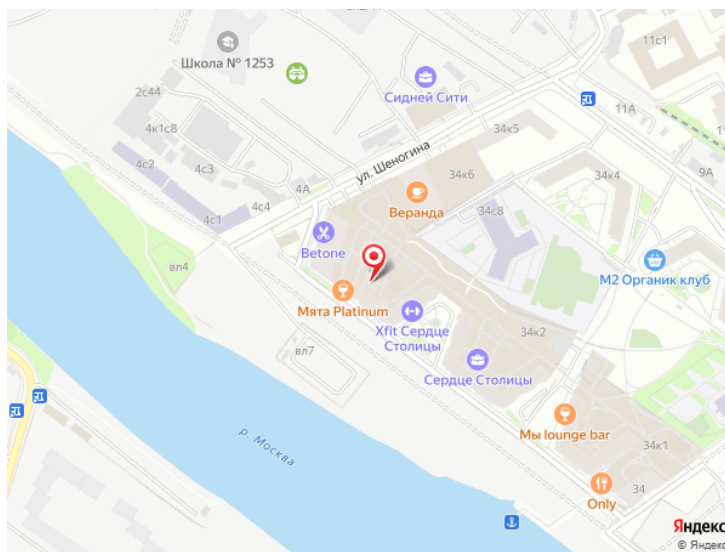 11с1
Школа № 1253
Сидней Сити
2с44
11А
4к1с8
34к5
4с2
4с3
ул. Шеногина
34к6
34к4
9А
4А
4с4
4с1
Веранда
34с8
Betone
вл4
М2 Органик клуб
Мята Platinum
Xfit Сердце
Столицы
34к2
вл7
Сердце Столицы
р. Москва
Мы lounge bar
34к1
34
Only
Яндекс
© Яндекс